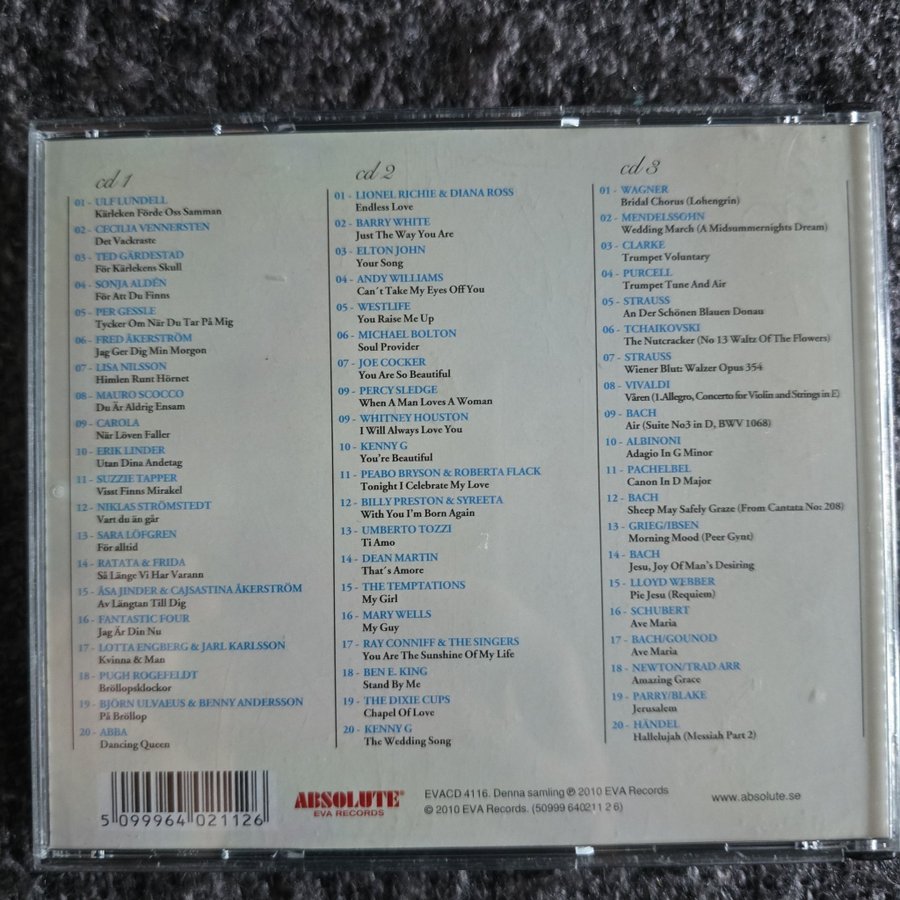 cd 1
01 - ULF LUNDELL
Kärleken Förde Oss Samman
02 - CECILIA VENNERSTEN
Det Vackraste
03 - TED GÄRDESTAD
För Kärlekens Skull
04 - SONJA ALDÉN
För Att Du Finns
05 - PER GESSLE
Tycker Om När Du Tar På Mig
06 - FRED ÅKERSTRÖM
Jag Ger Dig Min Morgon
07 - LISA NILSSON
Himlen Runt Hörnet
08 - MAURO SCOCCO
Du Är Aldrig Ensam
09 - CAROLA
När Löven Faller
10 - ERIK LINDER
Utan Dina Andetag
11 - SUZZIE TAPPER
Visst Finns Mirakel
12 - NIKLAS STRÖMSTEDT
Vart du än går
13 - SARA LÖFGREN
För alltid
14 - RATATA & FRIDA
Så Länge Vi Har Varann
15 - ÅSA JINDER & CAJSASTINA ÅKERSTRÖM
Av Längtan Till Dig
16 - FANTASTIC FOUR
Jag Är Din Nu
17 - LOTTA ENGBERG & JARL KARLSSON
Kvinna & Man
18 - PUGH ROGEFELDT
Bröllopsklockor
19 - BJÖRN ULVAEUS & BENNY ANDERSSON
På Bröllop
20 - ABBA
Dancing Queen
cd 2
01 - LIONEL RICHIE & DIANA ROSS
Endless Love
02 - BARRY WHITE
Just The Way You Are
03 - ELTON JOHN
Your Song
04 - ANDY WILLIAMS
Can´t Take My Eyes Off You
05 - WESTLIFE
You Raise Me Up
06 - MICHAEL BOLTON
Soul Provider
07 - JOE COCKER
You Are So Beautiful
09 - PERCY SLEDGE
When A Man Loves A Woman
09 - WHITNEY HOUSTON
I Will Always Love You
10 - KENNY G
You're Beautiful
11 - PEABO BRYSON & ROBERTA FLACK
Tonight I Celebrate My Love
12 - BILLY PRESTON & SYREETA
With You I'm Born Again
13 - UMBERTO TOZZI
Ti Amo
14 - DEAN MARTIN
That´s Amore
15 - THE TEMPTATIONS
My Girl
16 - MARY WELLS
My Guy
17 - RAY CONNIFF & THE SINGERS
You Are The Sunshine Of My Life
18 - BEN E. KING
Stand By Me
19 - THE DIXIE CUPS
Chapel Of Love
20 - KENNY G
The Wedding Song
cd 3
01 - WAGNER
Bridal Chorus (Lohengrin)
02 - MENDELSSOHN
Wedding March (A Midsummernights Dream)
03 - CLARKE
Trumpet Voluntary
04 - PURCELL
Trumpet Tune And Air
05 - STRAUSS
An Der Schönen Blauen Donau
06 - TCHAIKOVSKI
The Nutcracker (No 13 Waltz Of The Flowers)
07 - STRAUSS
Wiener Blut: Walzer Opus 354
08 - VIVALDI
Våren (1.Allegro, Concerto for Violin and Strings in E)
09 - BACH
Air (Suite No3 in D, BWV 1068)
10 - ALBINONI
Adagio In G Minor
11 - PACHELBEL
Canon In D Major
12 - BACH
Sheep May Safely Graze (From Cantata No: 208)
13 - GRIEG/IBSEN
Morning Mood (Peer Gynt)
14 - BACH
Jesu, Joy Of Man's Desiring
15 - LLOYD WEBBER
Pie Jesu (Requiem)
16 - SCHUBERT
Ave Maria
17 - BACH/GOUNOD
Ave Maria
18 - NEWTON/TRAD ARR
Amazing Grace
19 - PARRY/BLAKE
Jerusalem
20 - HÄNDEL
Hallelujah (Messiah Part 2)
5 099964 021126
ABSOLUTE®
EVA RECORDS
EVACD 4116. Denna samling ℗ 2010 EVA Records
© 2010 EVA Records. (50999 640211 2 6)
www.absolute.se